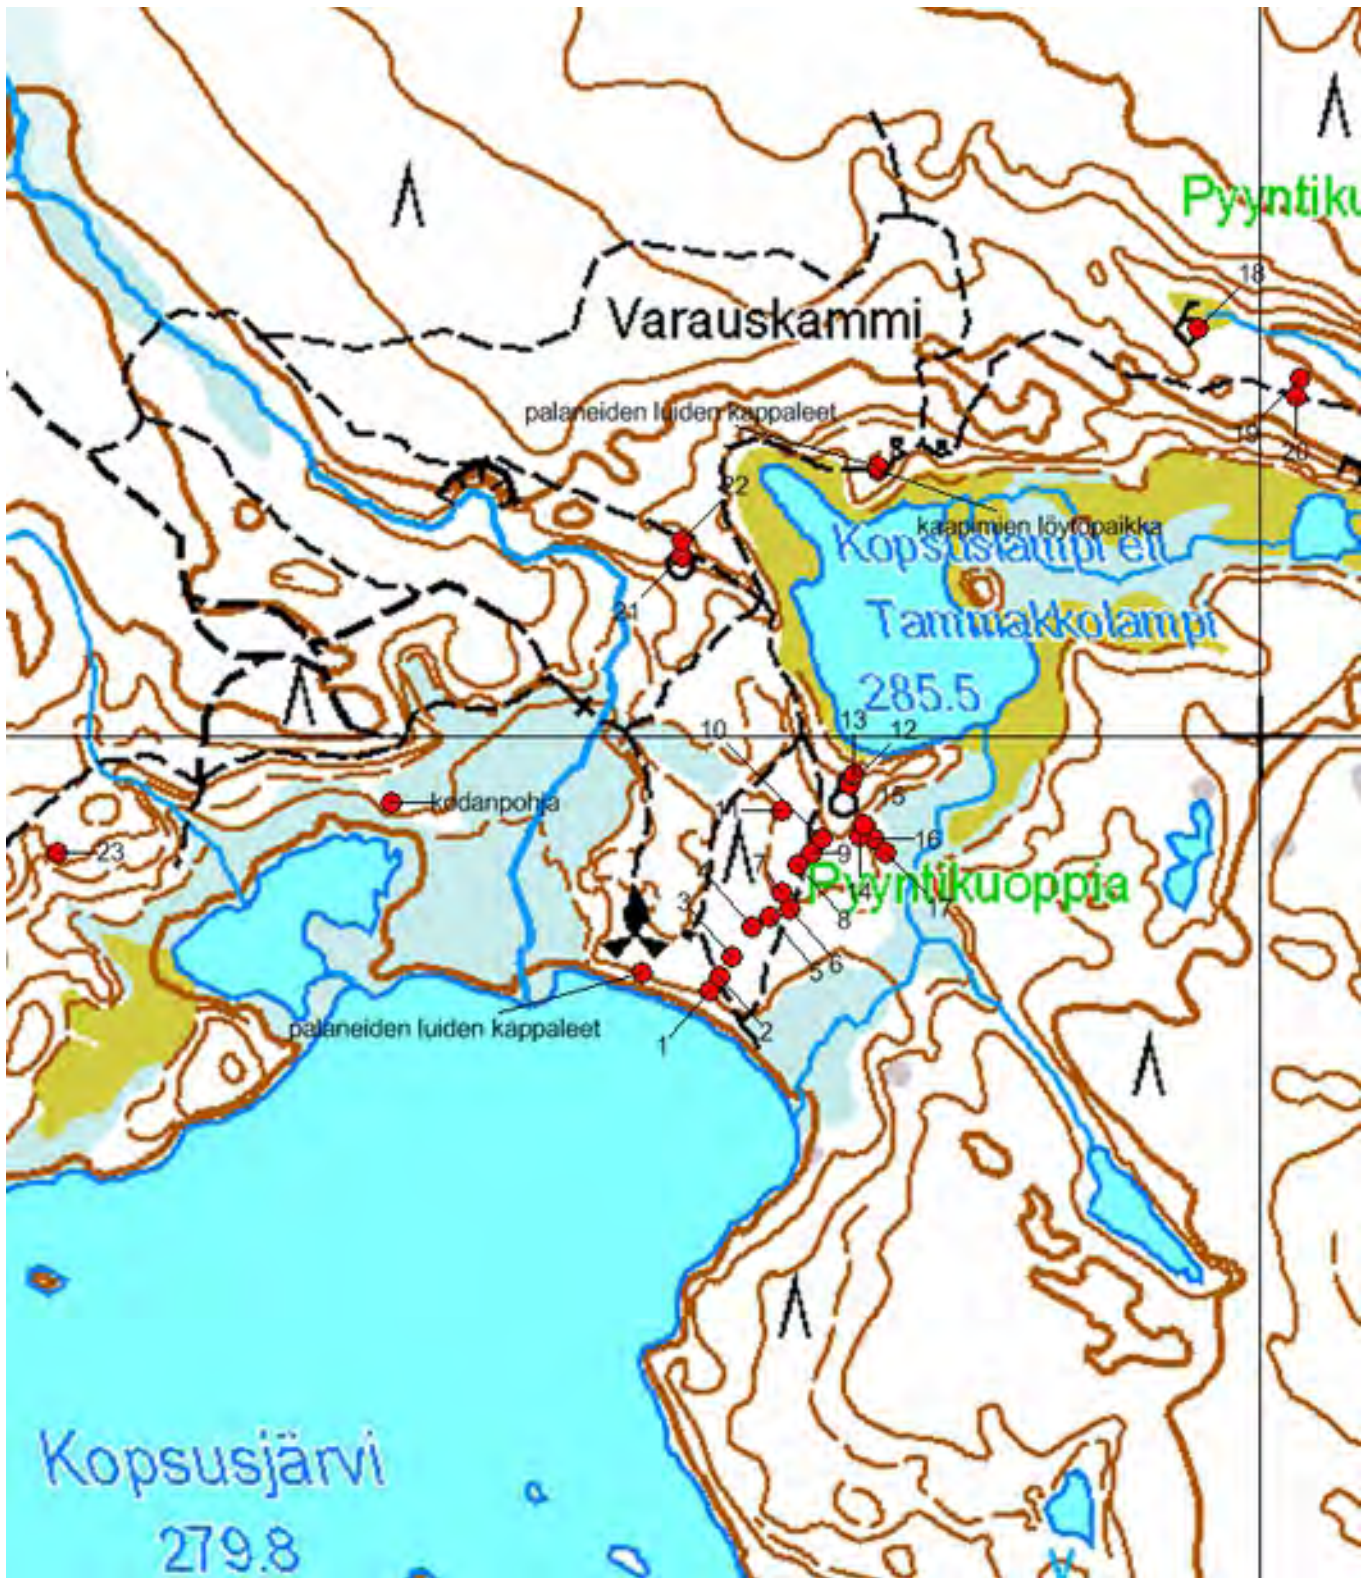 Pyyntiku
18
Varauskammi
palaneiden luiden kappaleet
19
20
22
kaapimien löytöpaikka
Kopsuslampi eli
Tammakkolampi
21
285.5
10
13
12
kodanpohja
11
15
16
23
7
9
Pyyntikuoppia
14
17
4
3
8
5
6
palaneiden luiden kappaleet
1
2
Kopsusjärvi
279.8